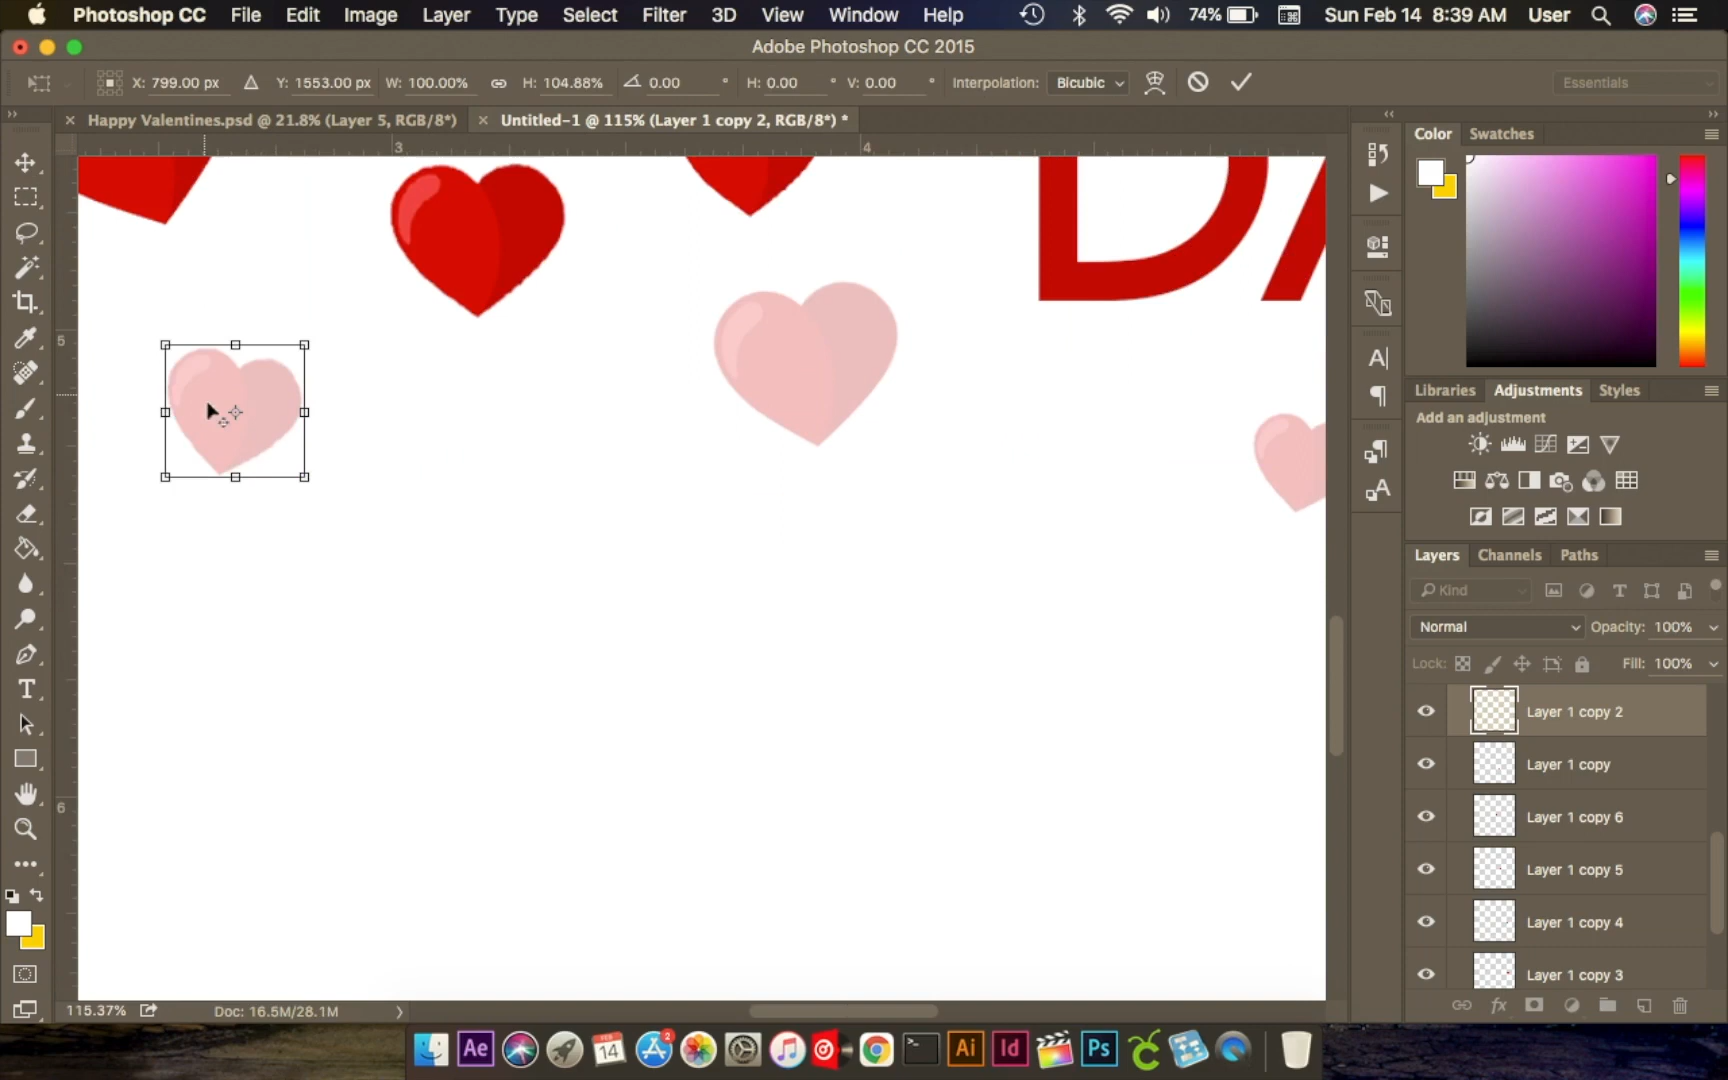 Photoshop CC File Edit Image Layer Type Select Filter 3D View Window Help 74% Sun Feb 14 8:39 AM User
Adobe Photoshop CC 2015
X: 799.00 px Y: 1553.00 px W: 100.00% H: 104.88% 0.00 ° H: 0.00 ° V: 0.00 ° Interpolation: Bicubic Essentials
Happy Valentines.psd @ 21.8% (Layer 5, RGB/8*) Untitled-1 @ 115% (Layer 1 copy 2, RGB/8*) *
Color Swatches
3 4
DA
5
6
Libraries Adjustments Styles
Add an adjustment
Layers Channels Paths
Kind
Normal Opacity: 100%
Lock: Fill: 100%
Layer 1 copy 2
Layer 1 copy
Layer 1 copy 6
Layer 1 copy 5
Layer 1 copy 4
Layer 1 copy 3
115.37% Doc: 16.5M/28.1M
Ae FEB 14 2 Ai Id Ps